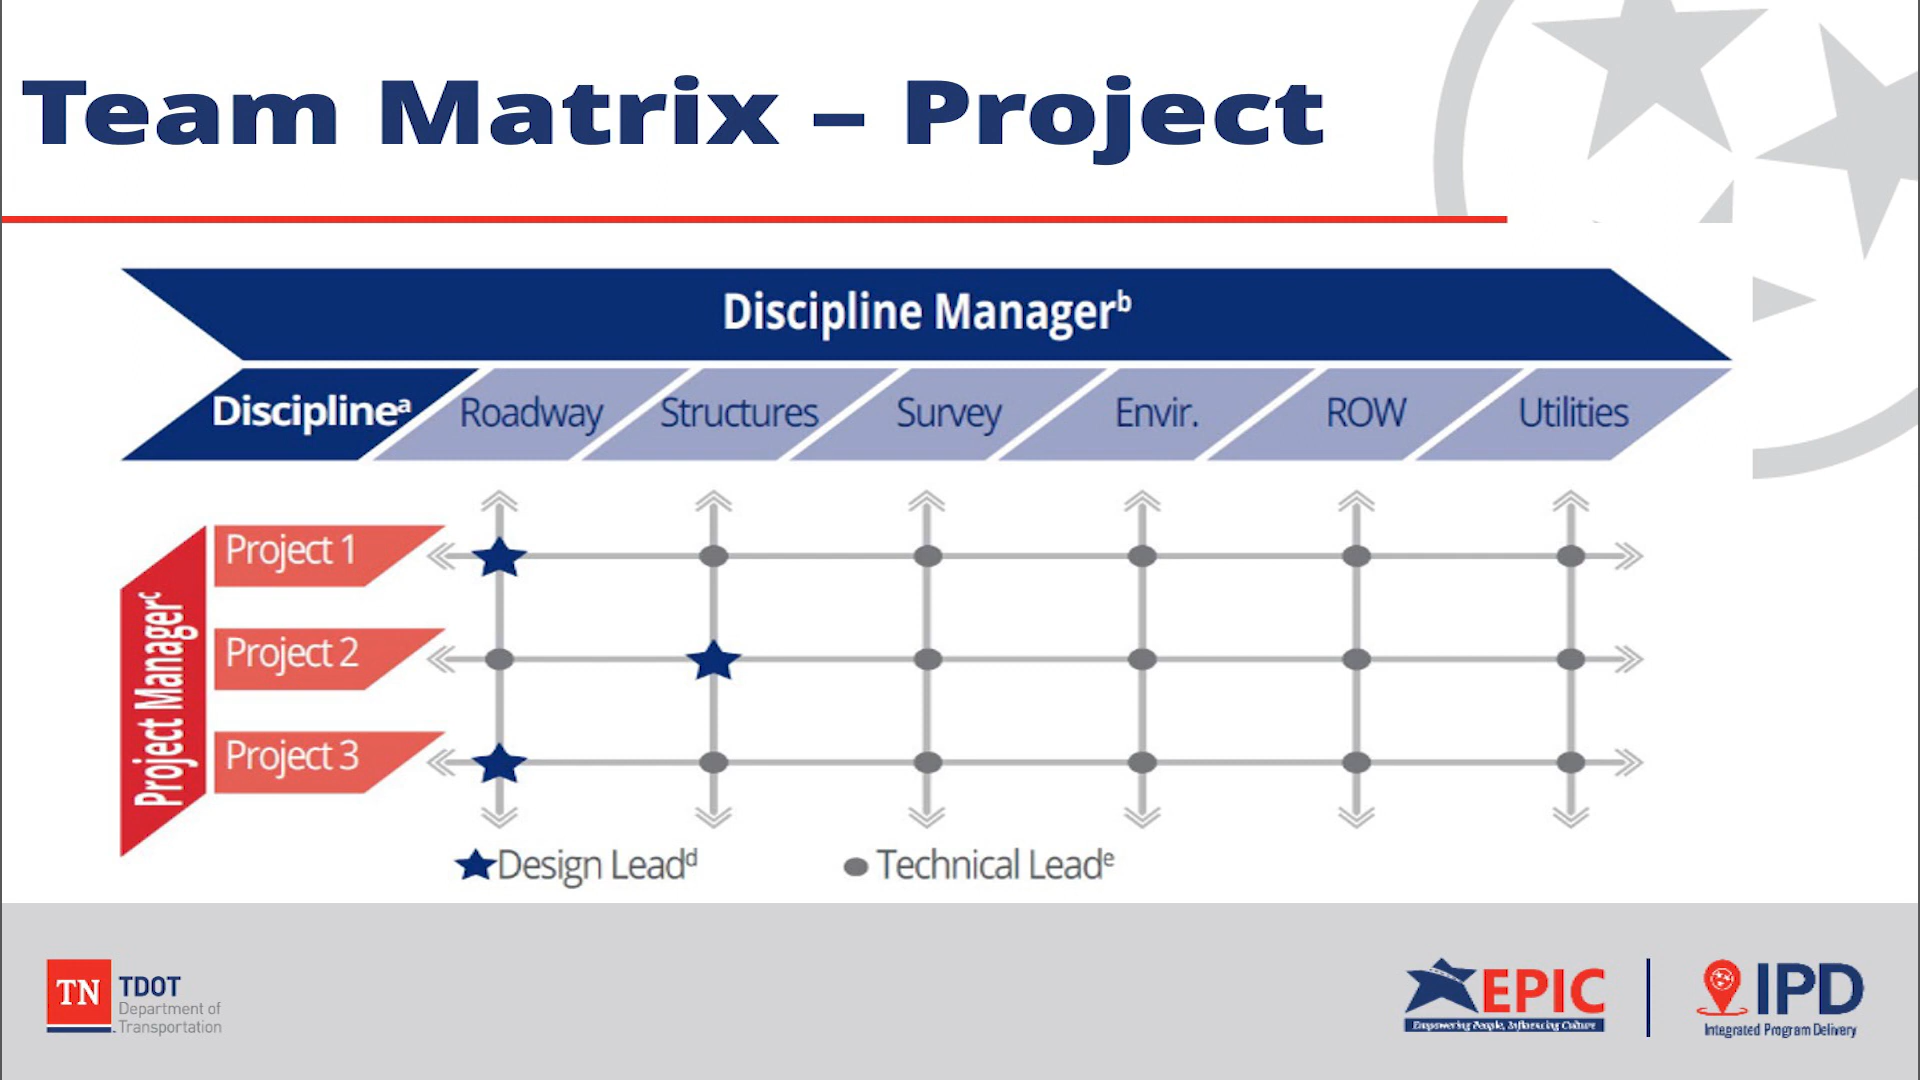 Team Matrix – Project
Discipline Managerᵇ
Disciplineᵃ Roadway Structures Survey Envir. ROW Utilities
Project Managerᶜ
Project 1
Project 2
Project 3
Design Leadᵈ Technical Leadᵉ
TN TDOT
Department of
Transportation
EPIC
Empowering People, Influencing Culture
IPD
Integrated Program Delivery